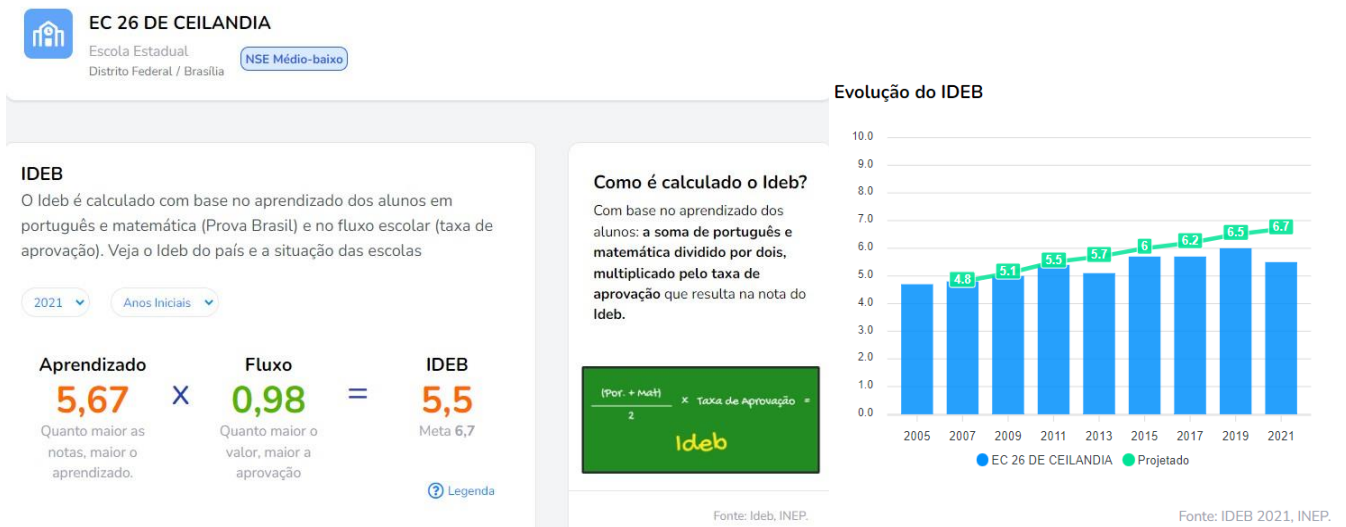 EC 26 DE CEILANDIA
Escola Estadual
Distrito Federal / Brasília
NSE Médio-baixo
IDEB
O Ideb é calculado com base no aprendizado dos alunos em
português e matemática (Prova Brasil) e no fluxo escolar (taxa de
aprovação). Veja o Ideb do país e a situação das escolas
2021
Anos Iniciais
Aprendizado
5,67
Quanto maior as
notas, maior o
aprendizado.
X
Fluxo
0,98
Quanto maior o
valor, maior a
aprovação
=
IDEB
5,5
Meta 6,7
? Legenda
Como é calculado o Ideb?
Com base no aprendizado dos
alunos: a soma de português e
matemática dividido por dois,
multiplicado pelo taxa de
aprovação que resulta na nota do
Ideb.
(Por. + Mat)
2
x Taxa de Aprovação =
Ideb
Fonte: Ideb, INEP.
Evolução do IDEB
10.0
9.0
8.0
7.0
6.0
5.0
4.0
3.0
2.0
1.0
0.0
4.8
5.1
5.5
5.7
6
6.2
6.5
6.7
2005 2007 2009 2011 2013 2015 2017 2019 2021
EC 26 DE CEILANDIA Projetado
Fonte: IDEB 2021, INEP.